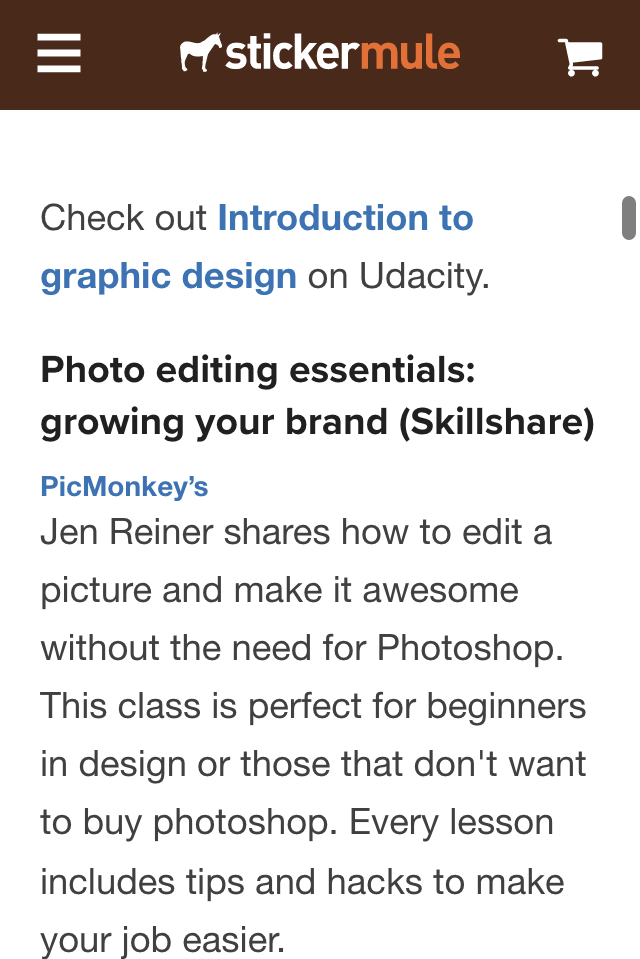 stickermule
Check out Introduction to
graphic design on Udacity.
Photo editing essentials:
growing your brand (Skillshare)
PicMonkey’s
Jen Reiner shares how to edit a
picture and make it awesome
without the need for Photoshop.
This class is perfect for beginners
in design or those that don't want
to buy photoshop. Every lesson
includes tips and hacks to make
your job easier.